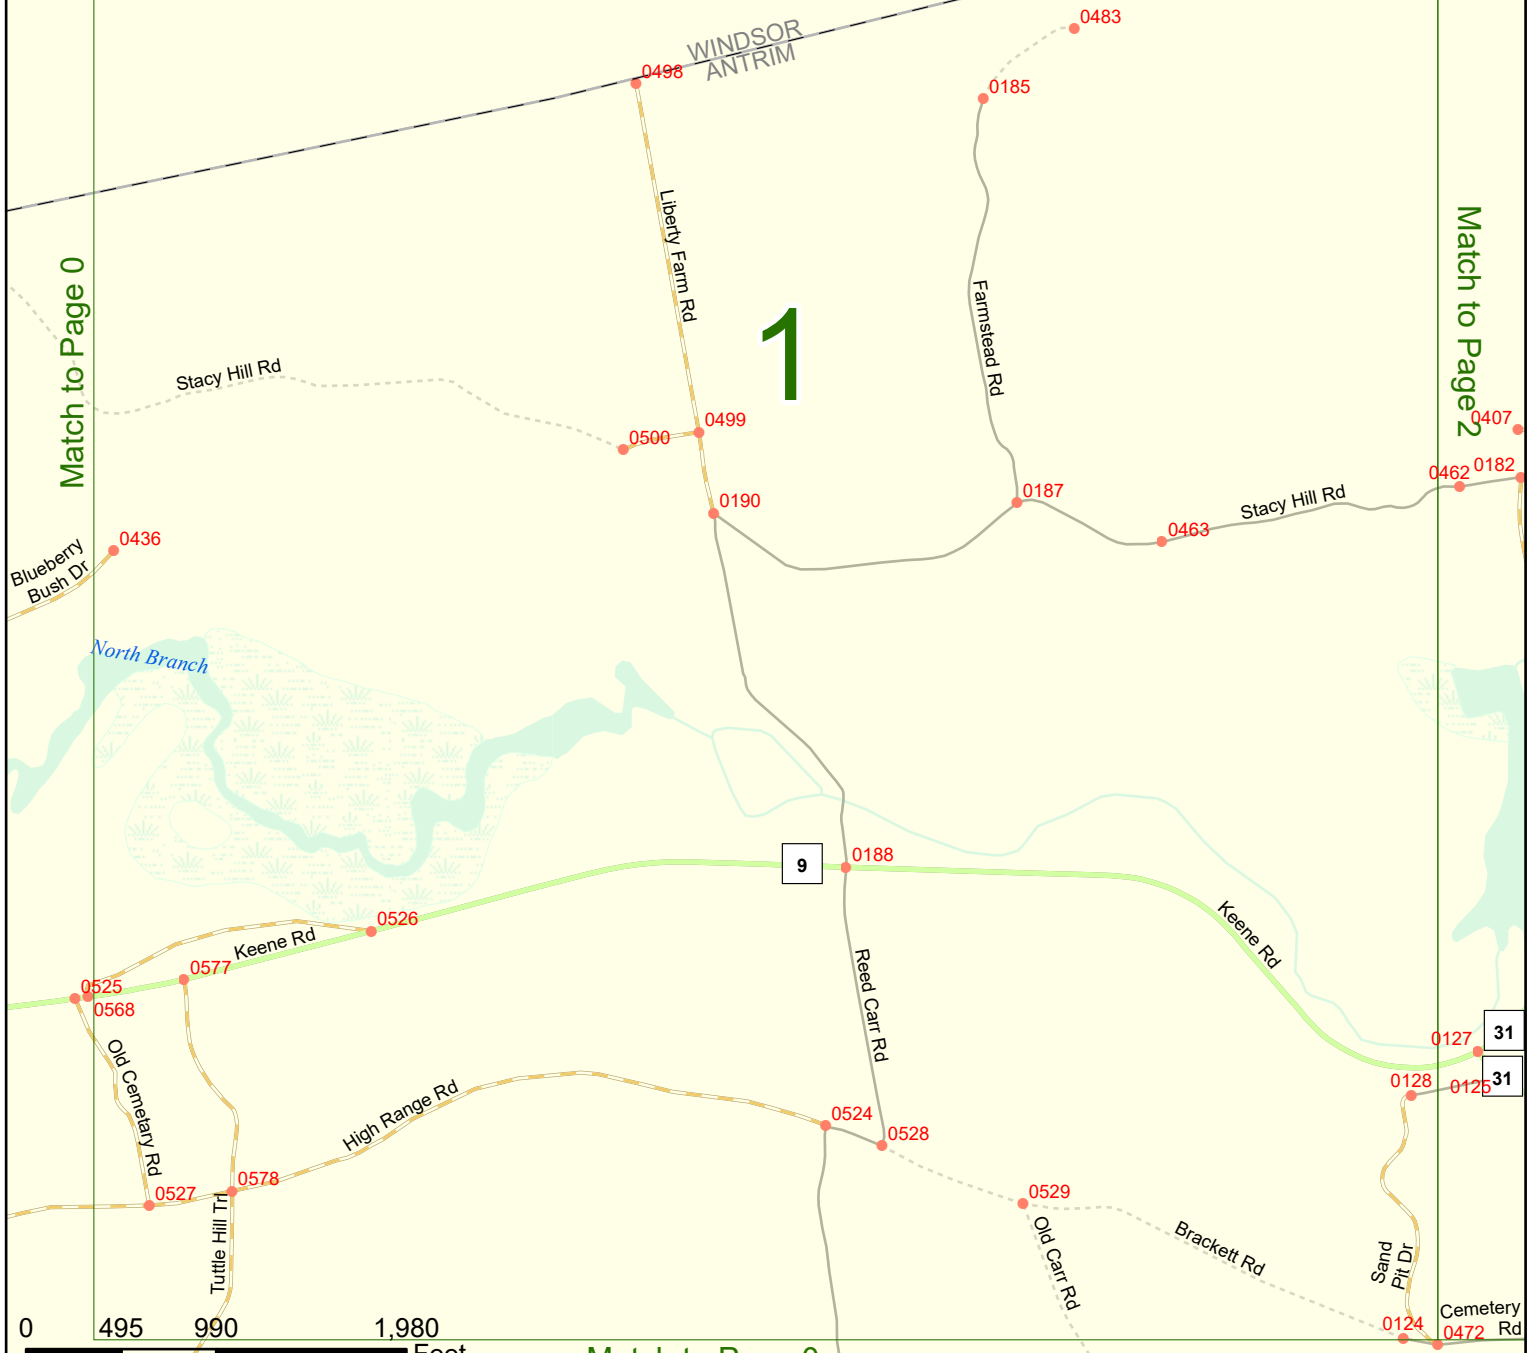 0483
WINDSOR
ANTRIM
0498
0185
Liberty Farm Rd
Match to Page 0
Match to Page 2
1
Farmstead Rd
Stacy Hill Rd
0499
0407
0500
0462
0182
0190
0187
Stacy Hill Rd
0463
0436
Blueberry
Bush Dr
North Branch
9
0188
0526
Keene Rd
Keene Rd
0577
0525
0568
Reed Carr Rd
31
0127
Old Cemetary Rd
31
0128
0125
High Range Rd
0524
0528
0578
0527
0529
Tuttle Hill Trl
Old Carr Rd
Brackett Rd
Sand
Pit Dr
Cemetery
Rd
0124
0472
0
495
990
1,980
Feet